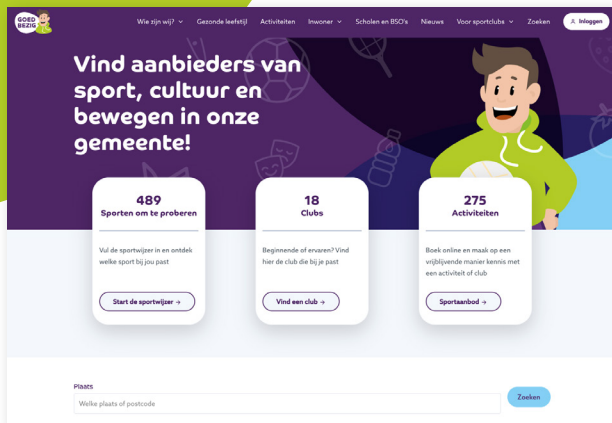 GOED
BEZIG
Wie zijn wij?
Gezonde leefstijl
Activiteiten
Inwoner
Scholen en BSO's
Nieuws
Voor sportclubs
Zoeken
Inloggen
Vind aanbieders van
sport, cultuur en
bewegen in onze
gemeente!
489
Sporten om te proberen
Vul de sportwijzer in en ontdek
welke sport bij jou past
Start de sportwijzer →
18
Clubs
Beginnende of ervaren? Vind
hier de club die bij je past
Vind een club →
275
Activiteiten
Boek online en maak op een
vrijblijvende manier kennis met
een activiteit of club
Sportaanbod →
Plaats
Welke plaats of postcode
Zoeken